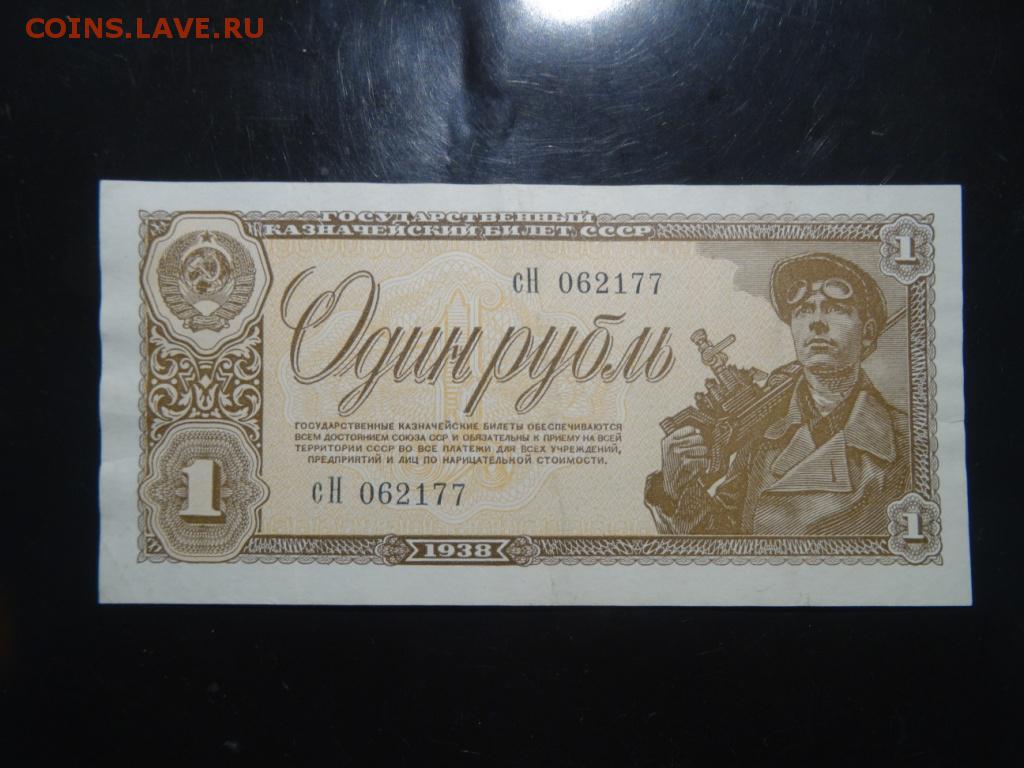 COINS.LAVE.RU
ГОСУДАРСТВЕННЫЙ
КАЗНАЧЕЙСКИЙ БИЛЕТ СССР
1
сН 062177
Один рубль
ГОСУДАРСТВЕННЫЕ КАЗНАЧЕЙСКИЕ БИЛЕТЫ ОБЕСПЕЧИВАЮТСЯ
ВСЕМ ДОСТОЯНИЕМ СОЮЗА ССР И ОБЯЗАТЕЛЬНЫ К ПРИЕМУ НА ВСЕЙ
ТЕРРИТОРИИ СССР ВО ВСЕ ПЛАТЕЖИ ДЛЯ ВСЕХ УЧРЕЖДЕНИЙ,
ПРЕДПРИЯТИЙ И ЛИЦ ПО НАРИЦАТЕЛЬНОЙ СТОИМОСТИ.
1
сН 062177
1
1938